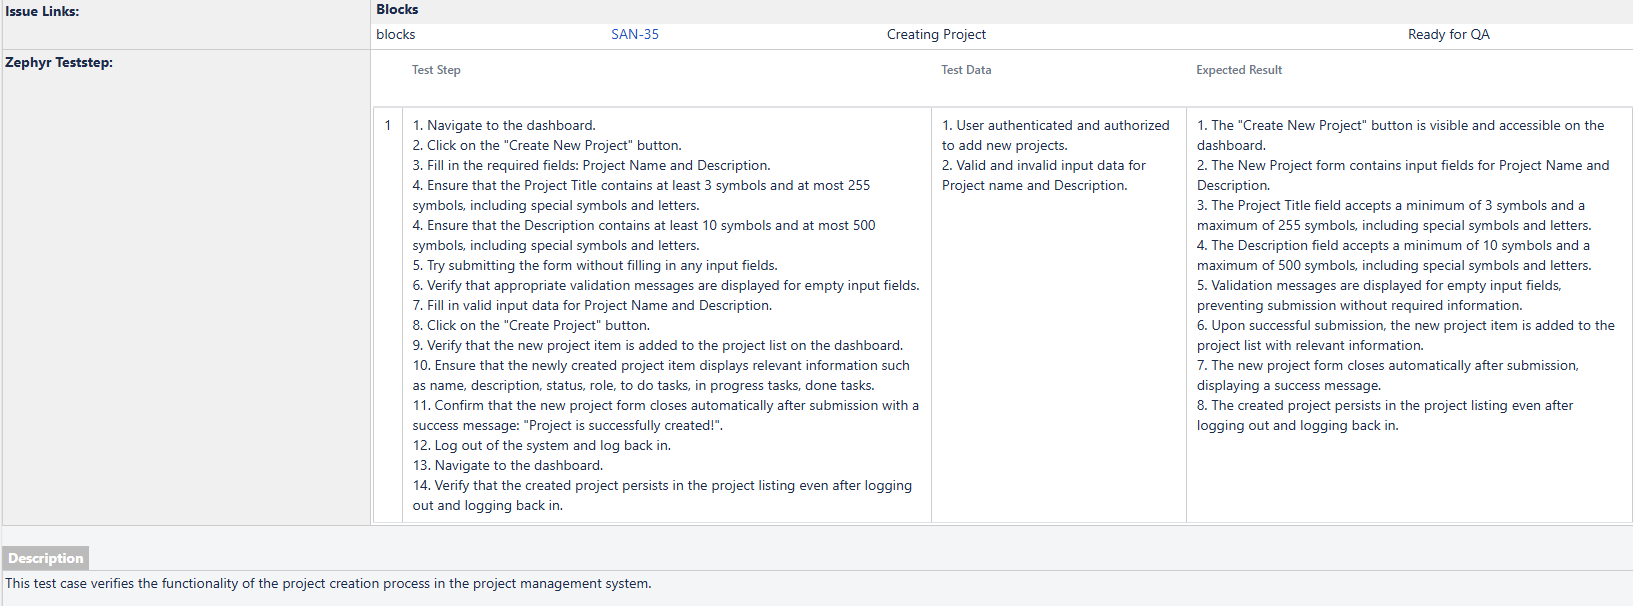 Issue Links:
Blocks
blocks SAN-35 Creating Project Ready for QA
Zephyr Teststep:
Test Step Test Data Expected Result
1
1. Navigate to the dashboard.
2. Click on the "Create New Project" button.
3. Fill in the required fields: Project Name and Description.
4. Ensure that the Project Title contains at least 3 symbols and at most 255
symbols, including special symbols and letters.
4. Ensure that the Description contains at least 10 symbols and at most 500
symbols, including special symbols and letters.
5. Try submitting the form without filling in any input fields.
6. Verify that appropriate validation messages are displayed for empty input fields.
7. Fill in valid input data for Project Name and Description.
8. Click on the "Create Project" button.
9. Verify that the new project item is added to the project list on the dashboard.
10. Ensure that the newly created project item displays relevant information such
as name, description, status, role, to do tasks, in progress tasks, done tasks.
11. Confirm that the new project form closes automatically after submission with a
success message: "Project is successfully created!".
12. Log out of the system and log back in.
13. Navigate to the dashboard.
14. Verify that the created project persists in the project listing even after logging
out and logging back in.
1. User authenticated and authorized
to add new projects.
2. Valid and invalid input data for
Project name and Description.
1. The "Create New Project" button is visible and accessible on the
dashboard.
2. The New Project form contains input fields for Project Name and
Description.
3. The Project Title field accepts a minimum of 3 symbols and a
maximum of 255 symbols, including special symbols and letters.
4. The Description field accepts a minimum of 10 symbols and a
maximum of 500 symbols, including special symbols and letters.
5. Validation messages are displayed for empty input fields,
preventing submission without required information.
6. Upon successful submission, the new project item is added to the
project list with relevant information.
7. The new project form closes automatically after submission,
displaying a success message.
8. The created project persists in the project listing even after
logging out and logging back in.
Description
This test case verifies the functionality of the project creation process in the project management system.